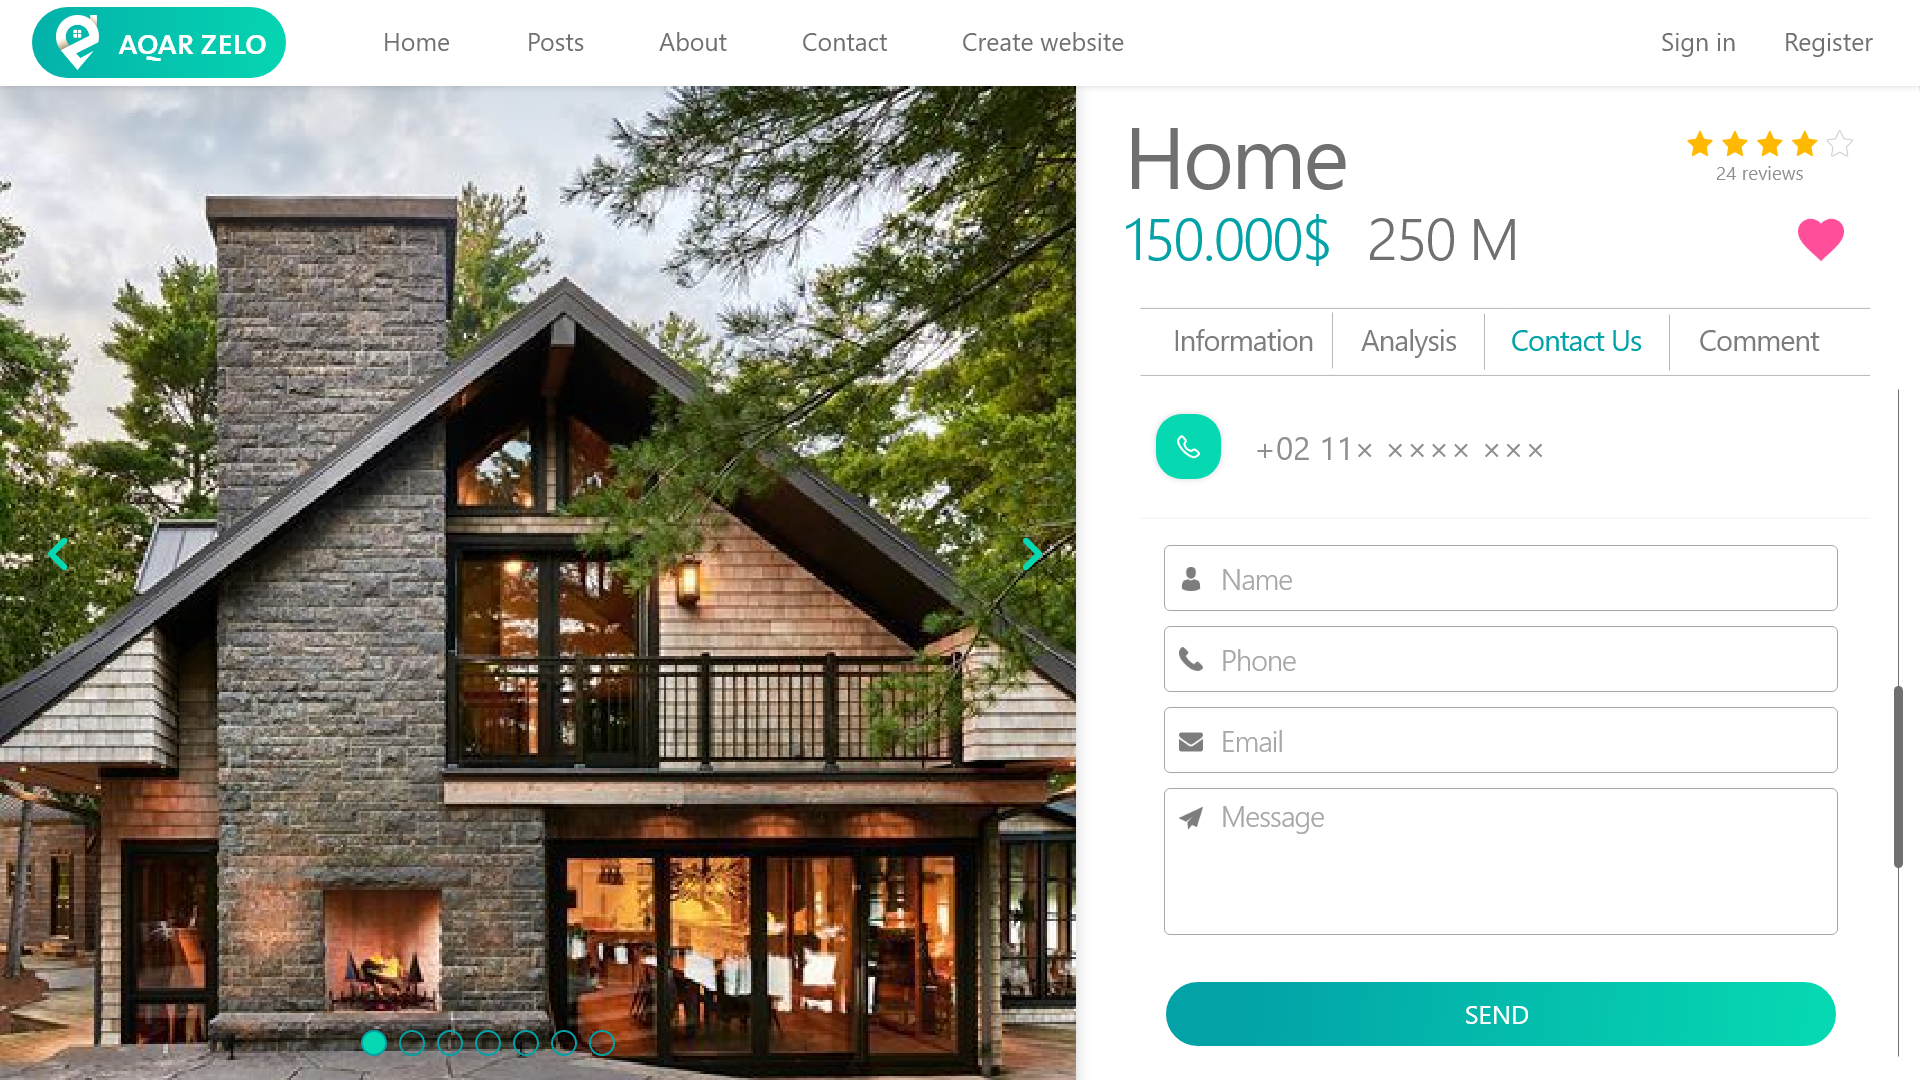 AQAR ZELO
Home Posts About Contact Create website Sign in Register
Home
24 reviews
150.000$ 250 M
Information Analysis Contact Us Comment
+02 11× ×××× ×××
Name
Phone
Email
Message
SEND